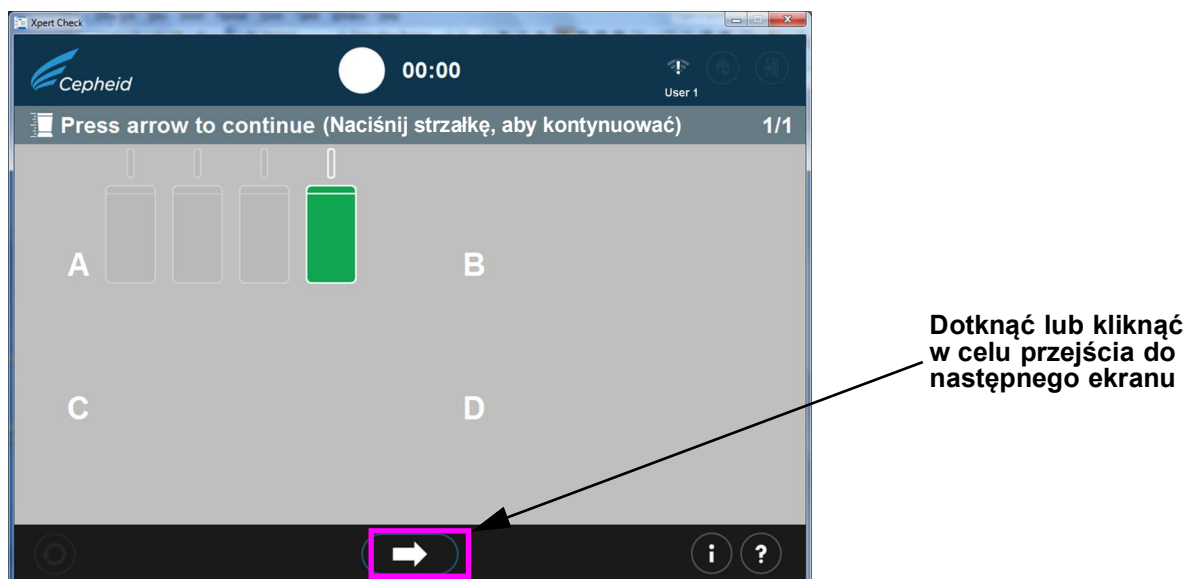 Xpert Check
Cepheid
00:00
User 1
Press arrow to continue (Naciśnij strzałkę, aby kontynuować) 1/1
A
B
Dotknąć lub kliknąć
w celu przejścia do
następnego ekranu
C
D
i ?